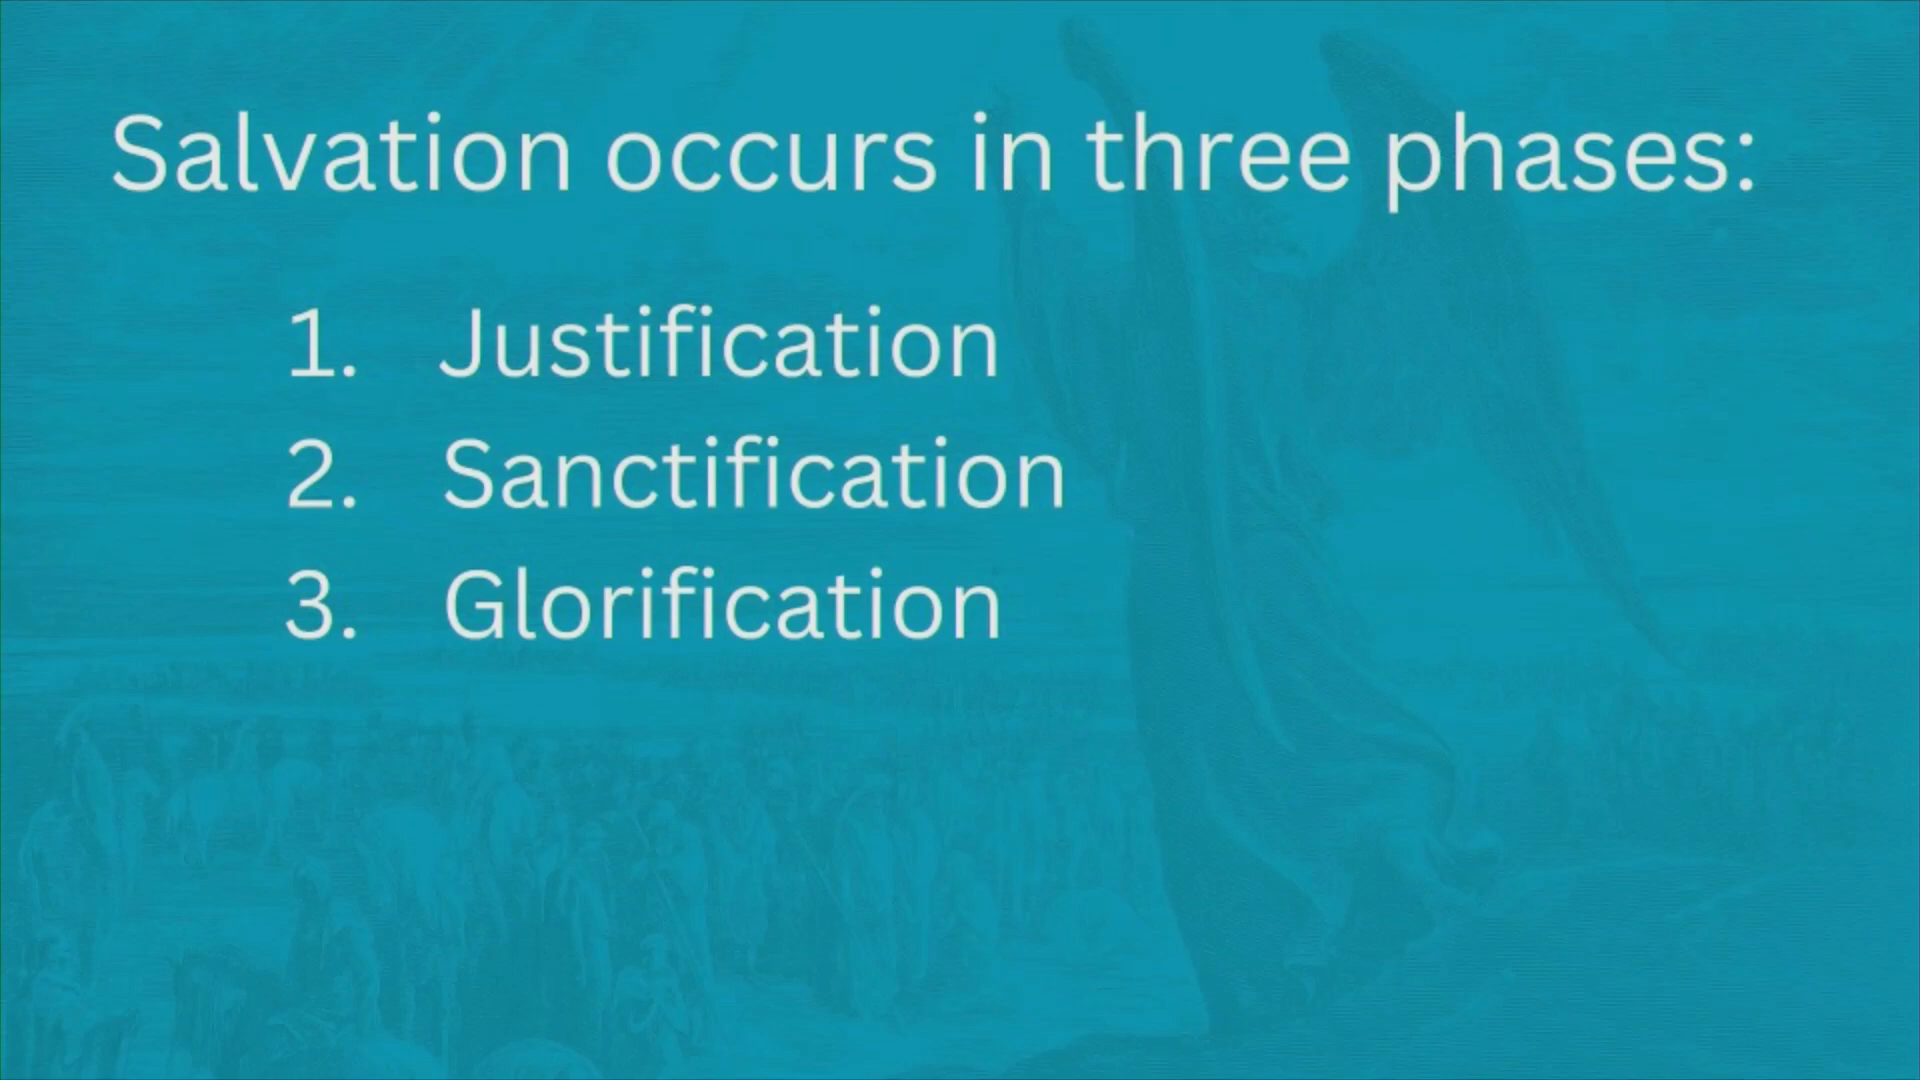 Salvation occurs in three phases:
1. Justification
2. Sanctification
3. Glorification